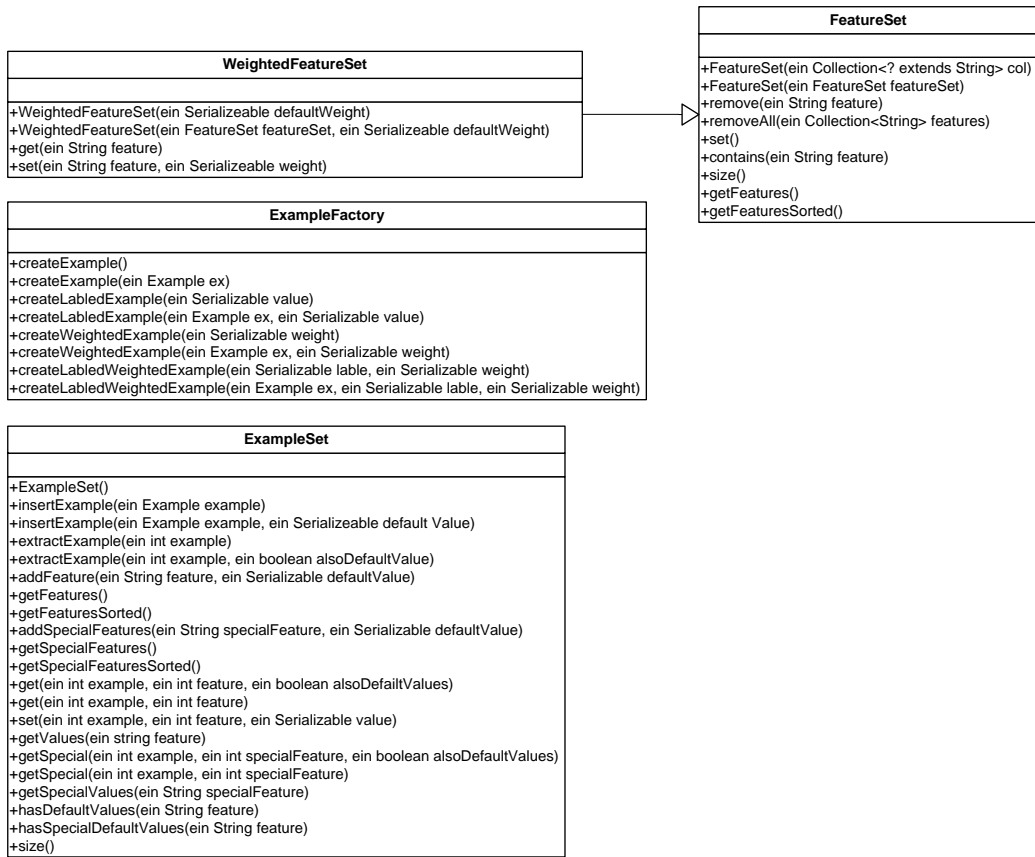 WeightedFeatureSet
+WeightedFeatureSet(ein Serializeable defaultWeight)
+WeightedFeatureSet(ein FeatureSet featureSet, ein Serializeable defaultWeight)
+get(ein String feature)
+set(ein String feature, ein Serializeable weight)
FeatureSet
+FeatureSet(ein Collection<? extends String> col)
+FeatureSet(ein FeatureSet featureSet)
+remove(ein String feature)
+removeAll(ein Collection<String> features)
+set()
+contains(ein String feature)
+size()
+getFeatures()
+getFeaturesSorted()
ExampleFactory
+createExample()
+createExample(ein Example ex)
+createLabledExample(ein Serializable value)
+createLabledExample(ein Example ex, ein Serializable value)
+createWeightedExample(ein Serializable weight)
+createWeightedExample(ein Example ex, ein Serializable weight)
+createLabledWeightedExample(ein Serializable lable, ein Serializable weight)
+createLabledWeightedExample(ein Example ex, ein Serializable lable, ein Serializable weight)
ExampleSet
+ExampleSet()
+insertExample(ein Example example)
+insertExample(ein Example example, ein Serializeable default Value)
+extractExample(ein int example)
+extractExample(ein int example, ein boolean alsoDefaultValue)
+addFeature(ein String feature, ein Serializable defaultValue)
+getFeatures()
+getFeaturesSorted()
+addSpecialFeatures(ein String specialFeature, ein Serializable defaultValue)
+getSpecialFeatures()
+getSpecialFeaturesSorted()
+get(ein int example, ein int feature, ein boolean alsoDefailtValues)
+get(ein int example, ein int feature)
+set(ein int example, ein int feature, ein Serializable value)
+getValues(ein string feature)
+getSpecial(ein int example, ein int specialFeature, ein boolean alsoDefaultValues)
+getSpecial(ein int example, ein int specialFeature)
+getSpecialValues(ein String specialFeature)
+hasDefaultValues(ein String feature)
+hasSpecialDefaultValues(ein String feature)
+size()